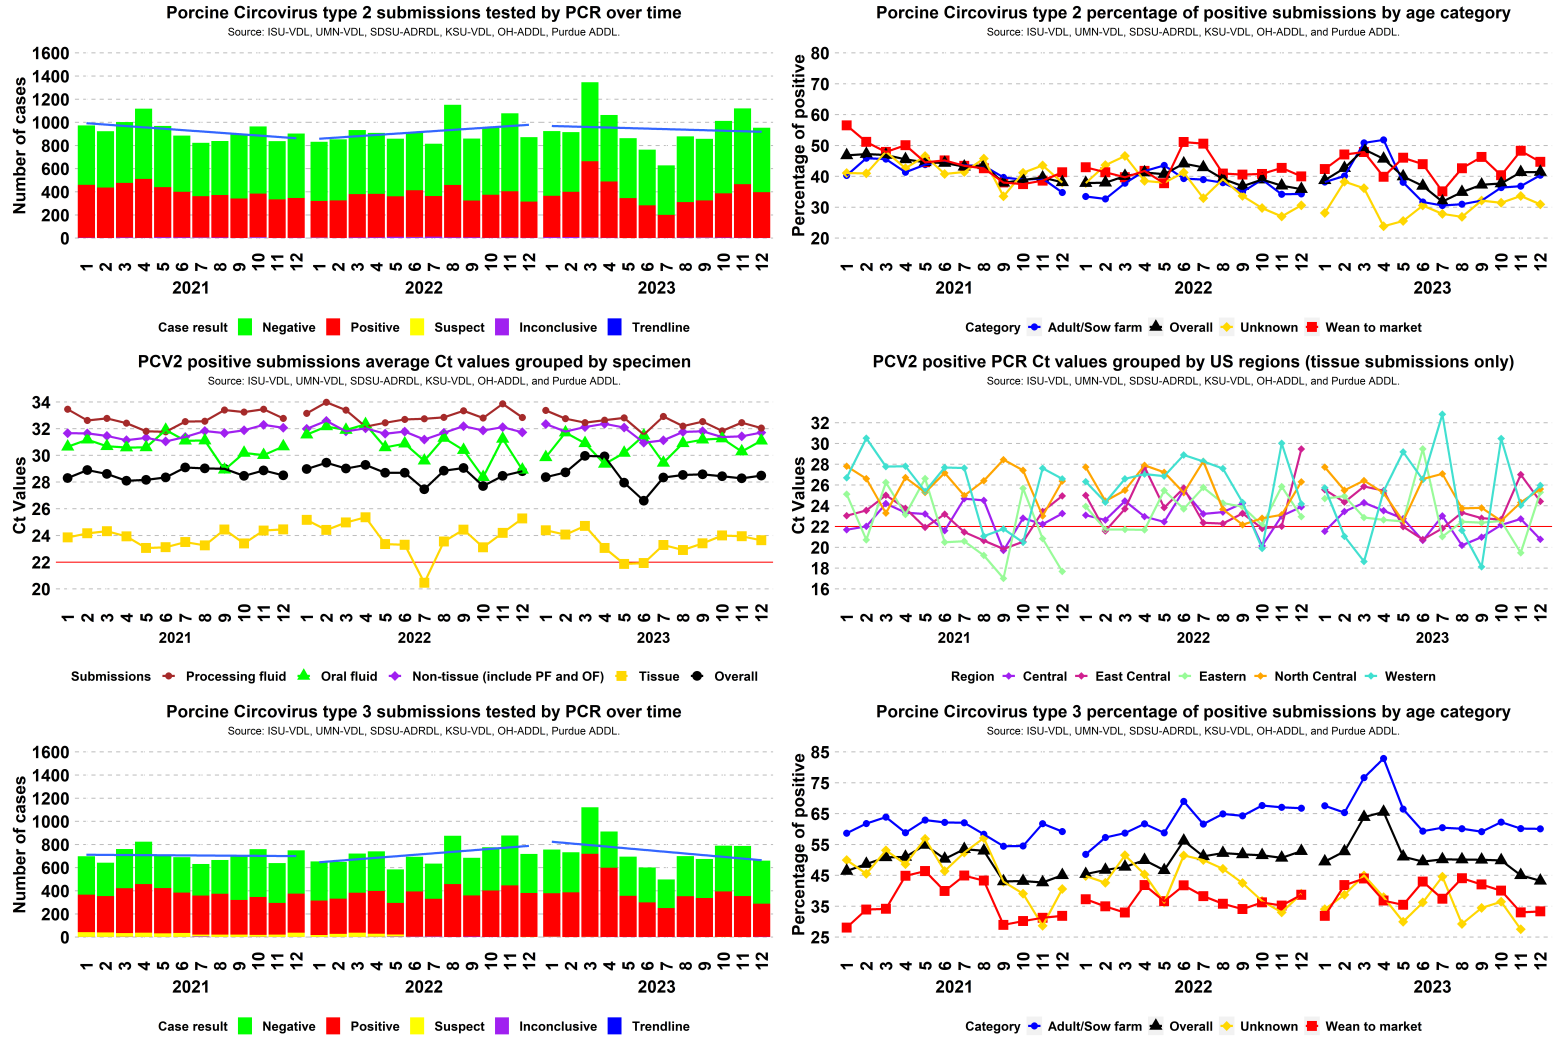 Porcine Circovirus type 2 submissions tested by PCR over time
Source: ISU-VDL, UMN-VDL, SDSU-ADRDL, KSU-VDL, OH-ADDL, Purdue ADDL.
Number of cases
1600
1400
1200
1000
800
600
400
200
0
1 2 3 4 5 6 7 8 9 10 11 12 1 2 3 4 5 6 7 8 9 10 11 12 1 2 3 4 5 6 7 8 9 10 11 12
2021 2022 2023
Case result Negative Positive Suspect Inconclusive Trendline
Porcine Circovirus type 2 percentage of positive submissions by age category
Source: ISU-VDL, UMN-VDL, SDSU-ADRDL, KSU-VDL, OH-ADDL, and Purdue ADDL.
Percentage of positive
80
70
60
50
40
30
20
1 2 3 4 5 6 7 8 9 10 11 12 1 2 3 4 5 6 7 8 9 10 11 12 1 2 3 4 5 6 7 8 9 10 11 12
2021 2022 2023
Category Adult/Sow farm Overall Unknown Wean to market
PCV2 positive submissions average Ct values grouped by specimen
Source: ISU-VDL, UMN-VDL, SDSU-ADRDL, KSU-VDL, OH-ADDL, and Purdue ADDL.
Ct Values
34
32
30
28
26
24
22
20
1 2 3 4 5 6 7 8 9 10 11 12 1 2 3 4 5 6 7 8 9 10 11 12 1 2 3 4 5 6 7 8 9 10 11 12
2021 2022 2023
Submissions Processing fluid Oral fluid Non-tissue (include PF and OF) Tissue Overall
PCV2 positive PCR Ct values grouped by US regions (tissue submissions only)
Source: ISU-VDL, UMN-VDL, SDSU-ADRDL, KSU-VDL, OH-ADDL, and Purdue ADDL.
Ct Values
32
30
28
26
24
22
20
18
16
1 2 3 4 5 6 7 8 9 10 11 12 1 2 3 4 5 6 7 8 9 10 11 12 1 2 3 4 5 6 7 8 9 10 11 12
2021 2022 2023
Region Central East Central Eastern North Central Western
Porcine Circovirus type 3 submissions tested by PCR over time
Source: ISU-VDL, UMN-VDL, SDSU-ADRDL, KSU-VDL, OH-ADDL, Purdue ADDL.
Number of cases
1600
1400
1200
1000
800
600
400
200
0
1 2 3 4 5 6 7 8 9 10 11 12 1 2 3 4 5 6 7 8 9 10 11 12 1 2 3 4 5 6 7 8 9 10 11 12
2021 2022 2023
Case result Negative Positive Suspect Inconclusive Trendline
Porcine Circovirus type 3 percentage of positive submissions by age category
Source: ISU-VDL, UMN-VDL, SDSU-ADRDL, KSU-VDL, OH-ADDL, and Purdue ADDL.
Percentage of positive
85
75
65
55
45
35
25
1 2 3 4 5 6 7 8 9 10 11 12 1 2 3 4 5 6 7 8 9 10 11 12 1 2 3 4 5 6 7 8 9 10 11 12
2021 2022 2023
Category Adult/Sow farm Overall Unknown Wean to market